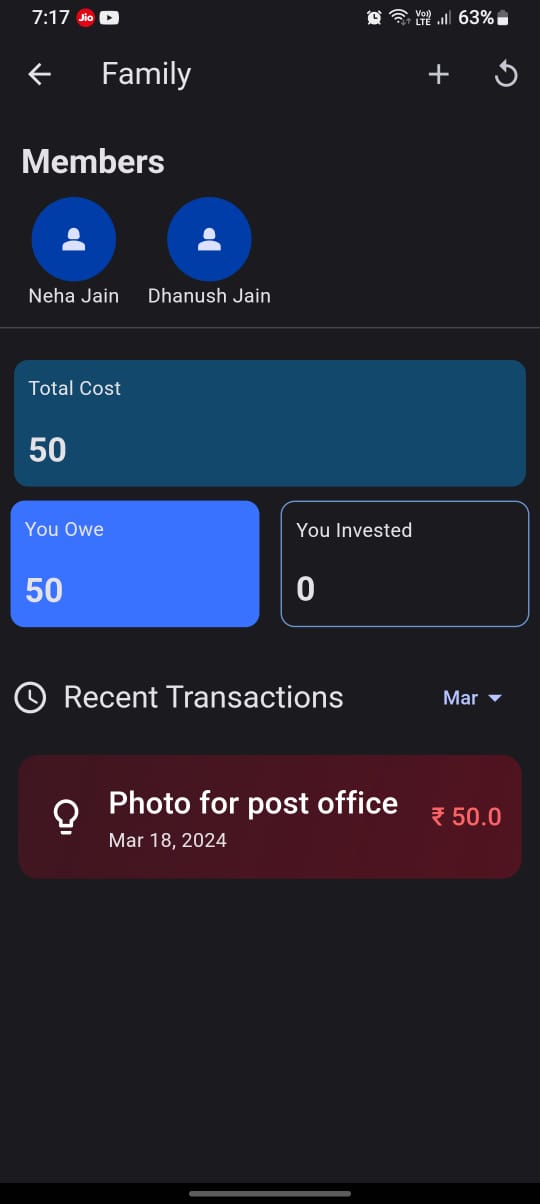 7:17 Jio Vo)) LTE 63%
Family
Members
Neha Jain Dhanush Jain
Total Cost
50
You Owe You Invested
50 0
Recent Transactions Mar
Photo for post office ₹ 50.0
Mar 18, 2024